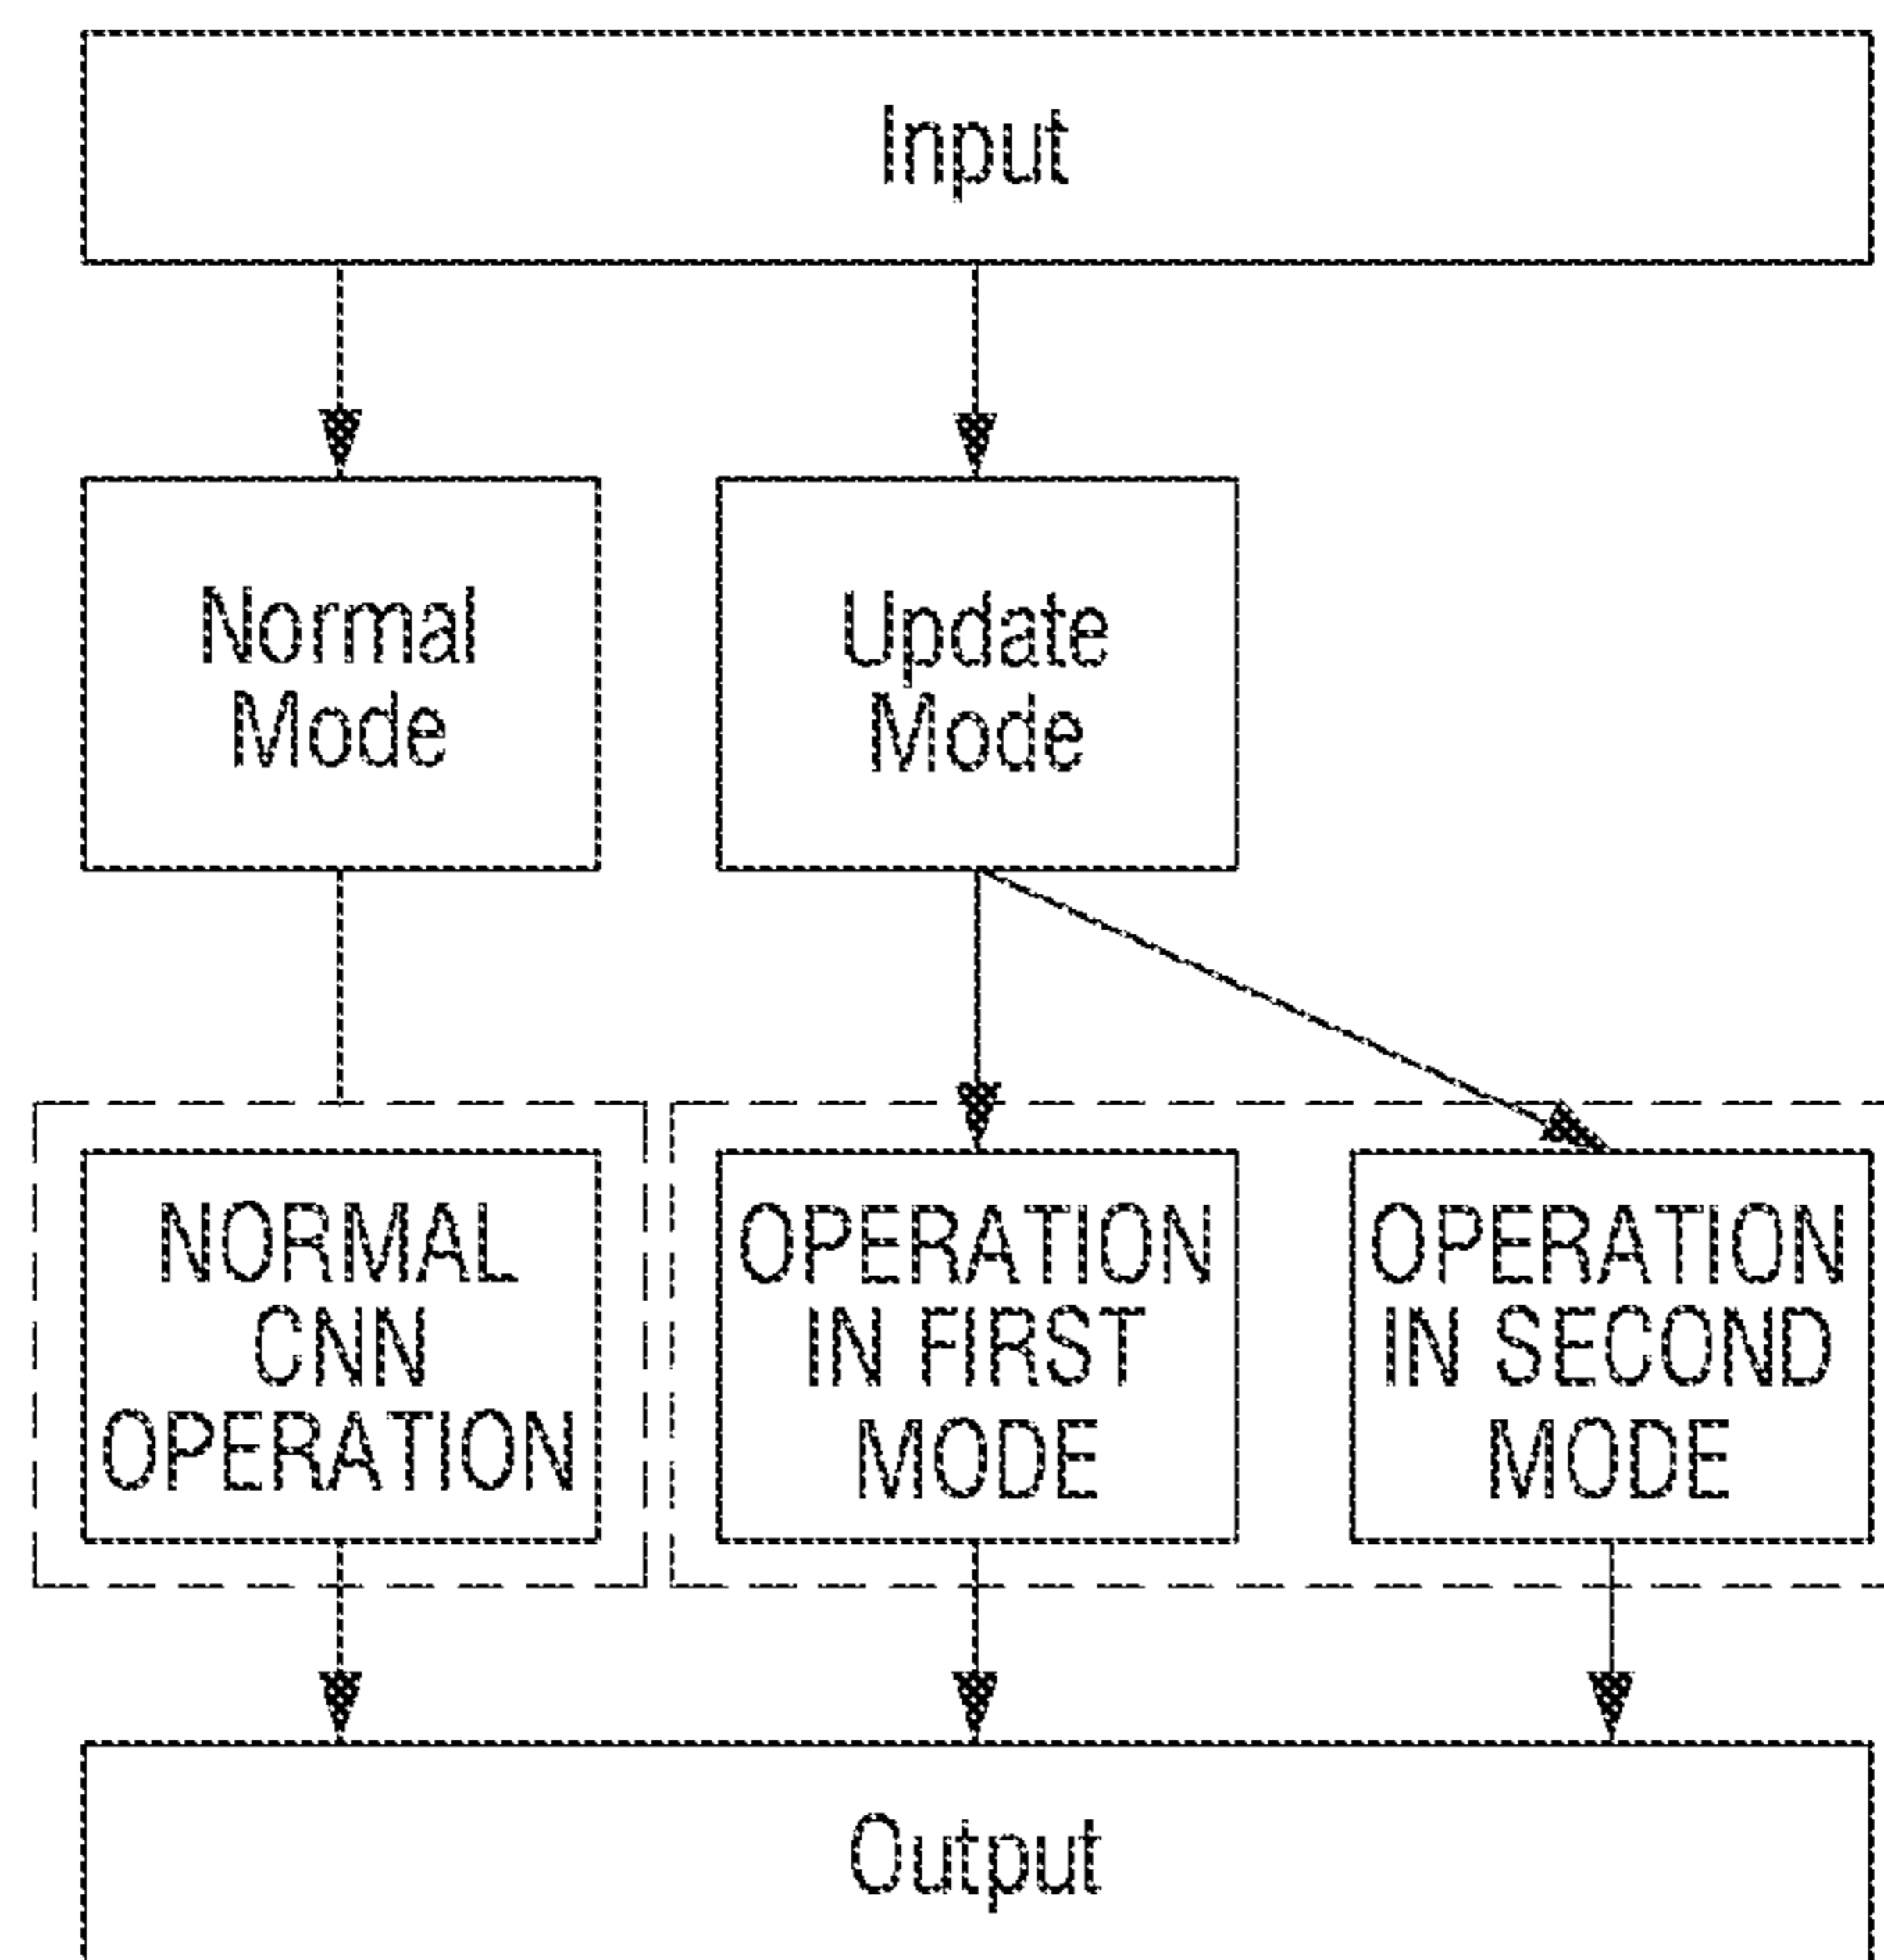 Input
Normal
Mode
Update
Mode
NORMAL
CNN
OPERATION
OPERATION
IN FIRST
MODE
OPERATION
IN SECOND
MODE
Output